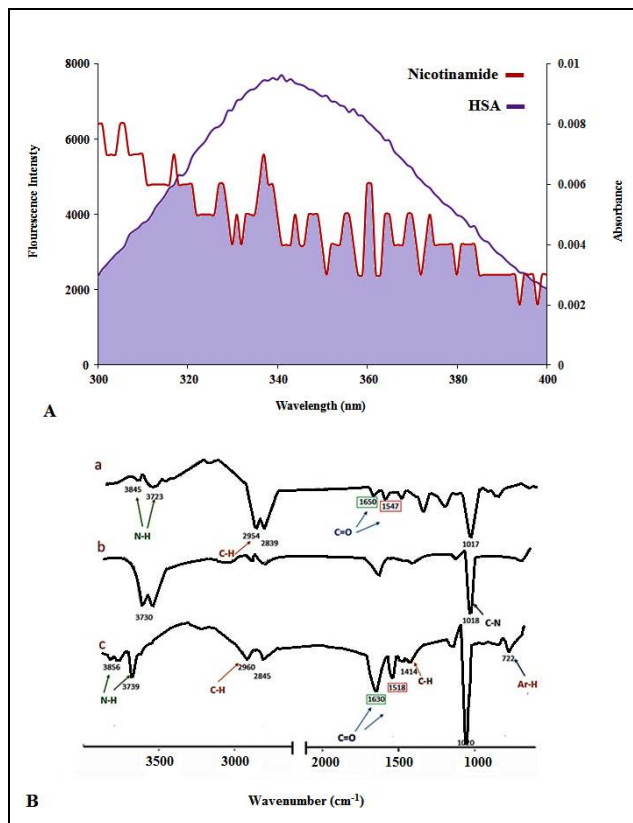 8000
6000
4000
2000
0
Flourescence Intensty
0.01
0.008
0.006
0.004
0.002
0
Absorbance
Nicotinamide
HSA
300
320
340
360
380
400
Wavelength (nm)
A
a
3845
3723
N-H
C-H
2954
2839
C=O
1650
1547
1017
b
3730
1018
C-N
c
3856
3739
N-H
2960
2845
C-H
1630
1518
C=O
1414
C-H
722
Ar-H
1020
3500
3000
2000
1500
1000
B
Wavenumber (cm-1)